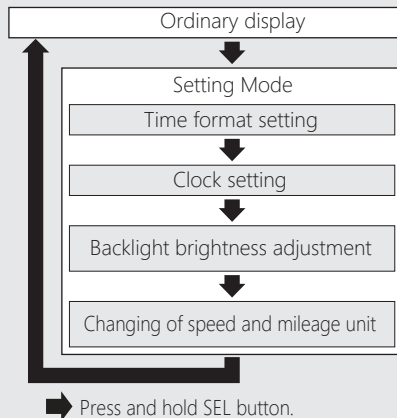 Ordinary display
Setting Mode
Time format setting
Clock setting
Backlight brightness adjustment
Changing of speed and mileage unit
Press and hold SEL button.